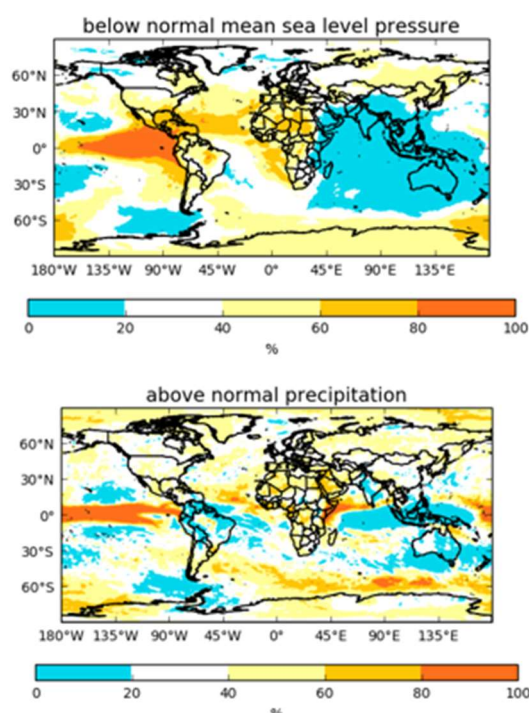 below normal mean sea level pressure
60°N
30°N
0°
30°S
60°S
180°W 135°W 90°W 45°W 0° 45°E 90°E 135°E
0 20 40 60 80 100
%
above normal precipitation
60°N
30°N
0°
30°S
60°S
180°W 135°W 90°W 45°W 0° 45°E 90°E 135°E
0 20 40 60 80 100
%